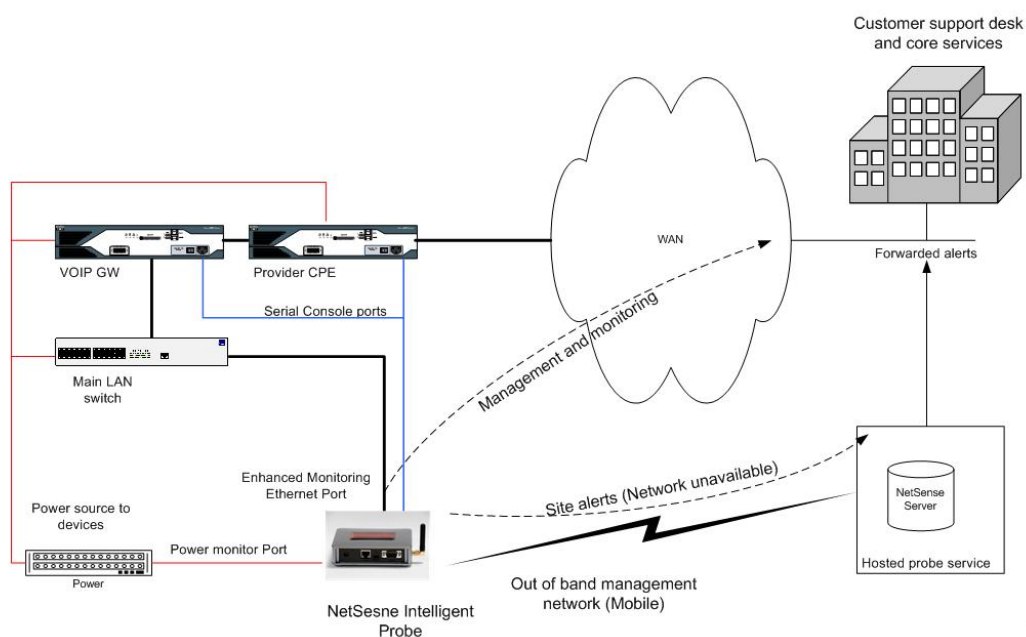 Customer support desk
and core services
WAN
Forwarded alerts
VOIP GW
Provider CPE
Serial Console ports
Management and monitoring
Main LAN
switch
Enhanced Monitoring
Ethernet Port
Site alerts (Network unavailable)
NetSense
Server
Hosted probe service
Power source to
devices
Power monitor Port
Power
Out of band management
network (Mobile)
NetSesne Intelligent
Probe